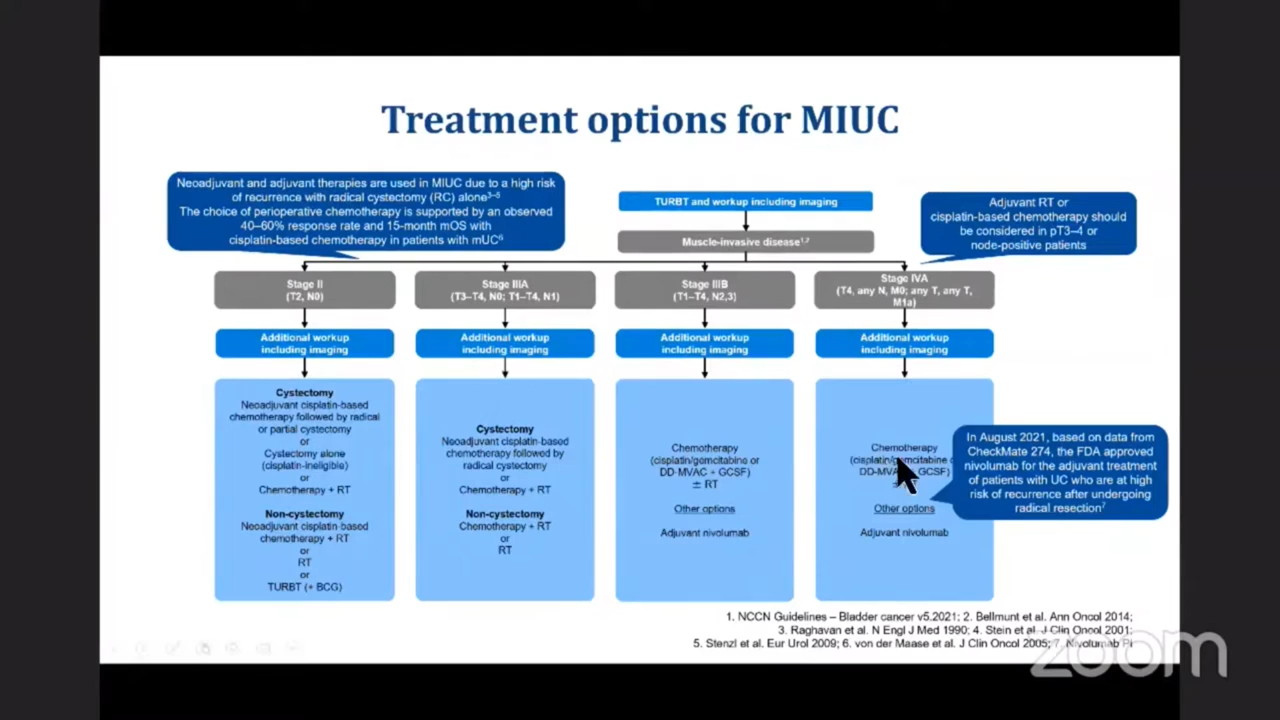 Treatment options for MIUC
Neoadjuvant and adjuvant therapies are used in MIUC due to a high risk
of recurrence with radical cystectomy (RC) alone³⁻⁵
The choice of perioperative chemotherapy is supported by an observed
40–60% response rate and 15-month mOS with
cisplatin-based chemotherapy in patients with mUC⁶
TURBT and workup including imaging
Muscle-invasive disease¹·²
Adjuvant RT or
cisplatin-based chemotherapy should
be considered in pT3–4 or
node-positive patients
Stage II
(T2, N0)
Additional workup
including imaging
Cystectomy
Neoadjuvant cisplatin-based
chemotherapy followed by radical
or partial cystectomy
or
Cystectomy alone
(cisplatin-ineligible)
or
Chemotherapy + RT
Non-cystectomy
Neoadjuvant cisplatin-based
chemotherapy + RT
or
RT
or
TURBT (+ BCG)
Stage IIIA
(T3–T4, N0; T1–T4, N1)
Additional workup
including imaging
Cystectomy
Neoadjuvant cisplatin-based
chemotherapy followed by
radical cystectomy
or
Chemotherapy + RT
Non-cystectomy
Chemotherapy + RT
or
RT
Stage IIIB
(T1–T4, N2,3)
Additional workup
including imaging
Chemotherapy
(cisplatin/gemcitabine or
DD-MVAC + GCSF)
± RT
Other options
Adjuvant nivolumab
Stage IVA
(T4, any N, M0; any T, any T,
M1a)
Additional workup
including imaging
Chemotherapy
(cisplatin/gemcitabine
DD-MVAC GCSF)
±
Other options
Adjuvant nivolumab
In August 2021, based on data from
CheckMate 274, the FDA approved
nivolumab for the adjuvant treatment
of patients with UC who are at high
risk of recurrence after undergoing
radical resection⁷
1. NCCN Guidelines – Bladder cancer v5.2021; 2. Bellmunt et al. Ann Oncol 2014;
3. Raghavan et al. N Engl J Med 1990; 4. Stein et al. J Clin Oncol 2001;
5. Stenzl et al. Eur Urol 2009; 6. von der Maase et al. J Clin Oncol 2005; 7. Nivolumab PI
zoom